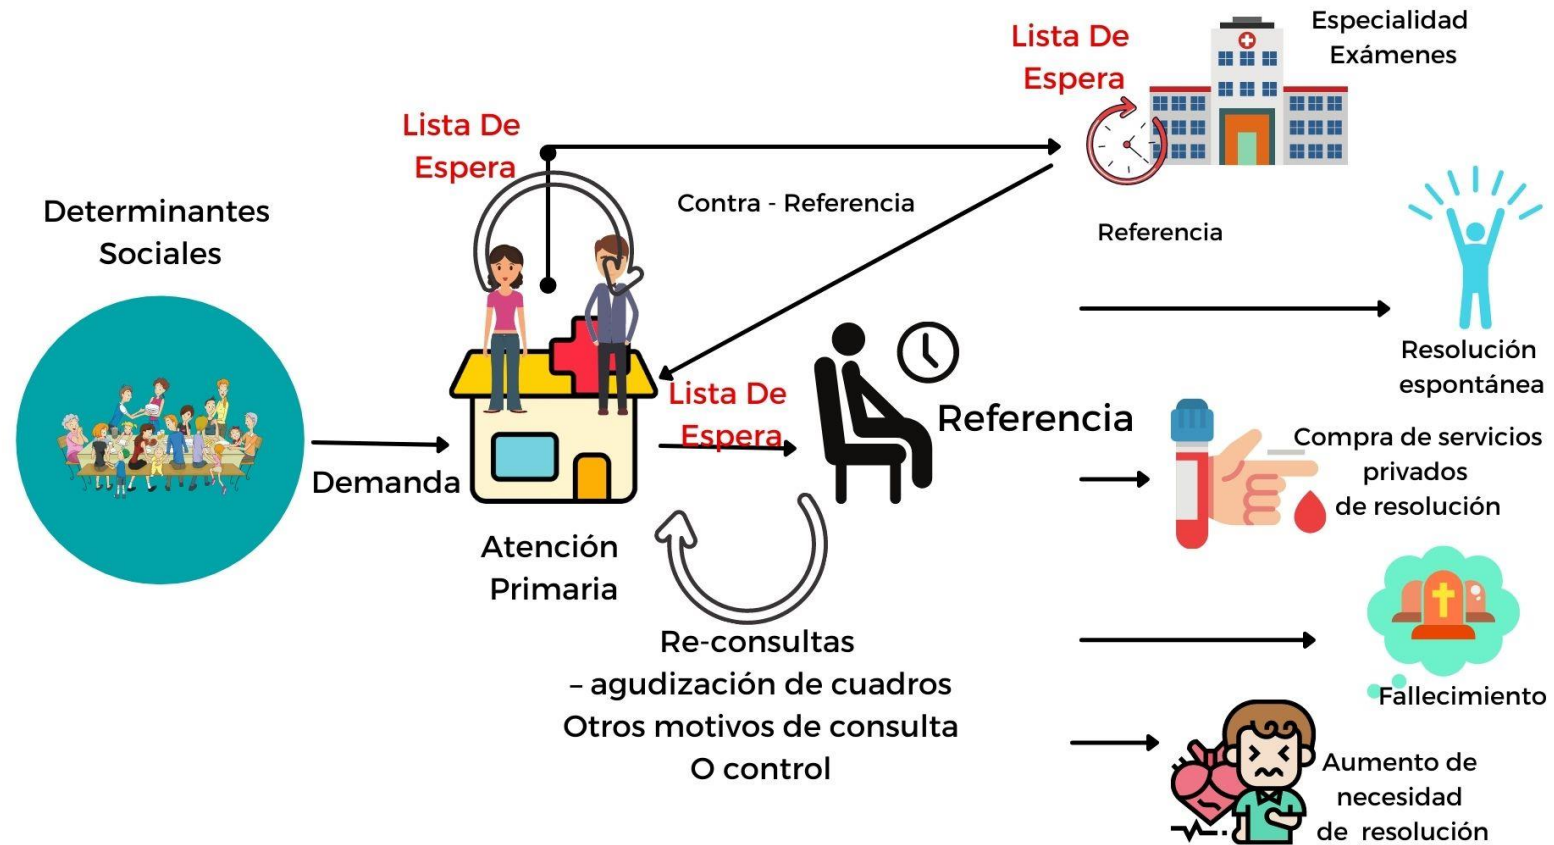 Lista De
Espera
Especialidad
Exámenes
Lista De
Espera
Contra - Referencia
Referencia
Determinantes
Sociales
Resolución
espontánea
Lista De
Espera
Referencia
Demanda
Compra de servicios
privados
de resolución
Atención
Primaria
Re-consultas
– agudización de cuadros
Otros motivos de consulta
O control
Fallecimiento
Aumento de
necesidad
de resolución